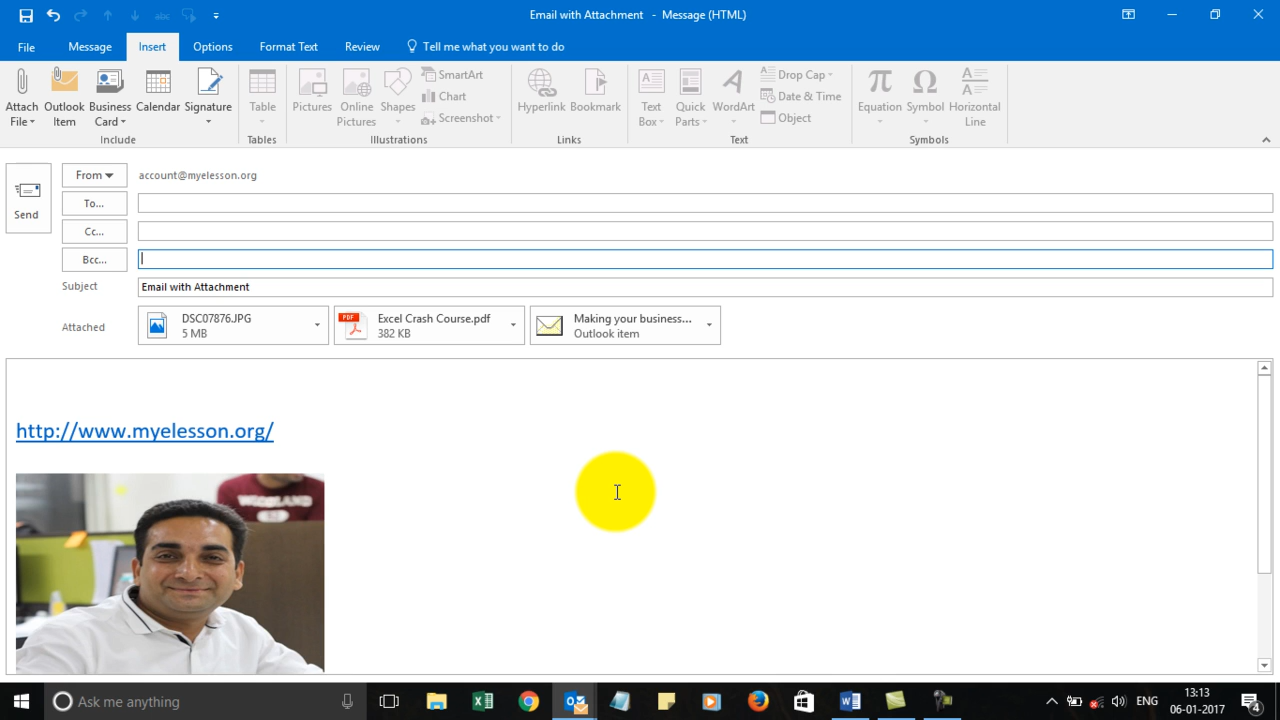 Email with Attachment - Message (HTML)
File Message Insert Options Format Text Review Tell me what you want to do
Attach File
Outlook Item
Business Card
Calendar
Signature
Include
Table
Tables
Pictures
Online Pictures
Shapes
SmartArt
Chart
Screenshot
Illustrations
Hyperlink
Bookmark
Links
Text Box
Quick Parts
WordArt
Drop Cap
Date & Time
Object
Text
Equation
Symbol
Horizontal Line
Symbols
Send
From account@myelesson.org
To...
Cc...
Bcc...
Subject Email with Attachment
Attached
DSC07876.JPG
5 MB
PDF
Excel Crash Course.pdf
382 KB
Making your business...
Outlook item
http://www.myelesson.org/
Ask me anything
ENG
13:13
06-01-2017
4